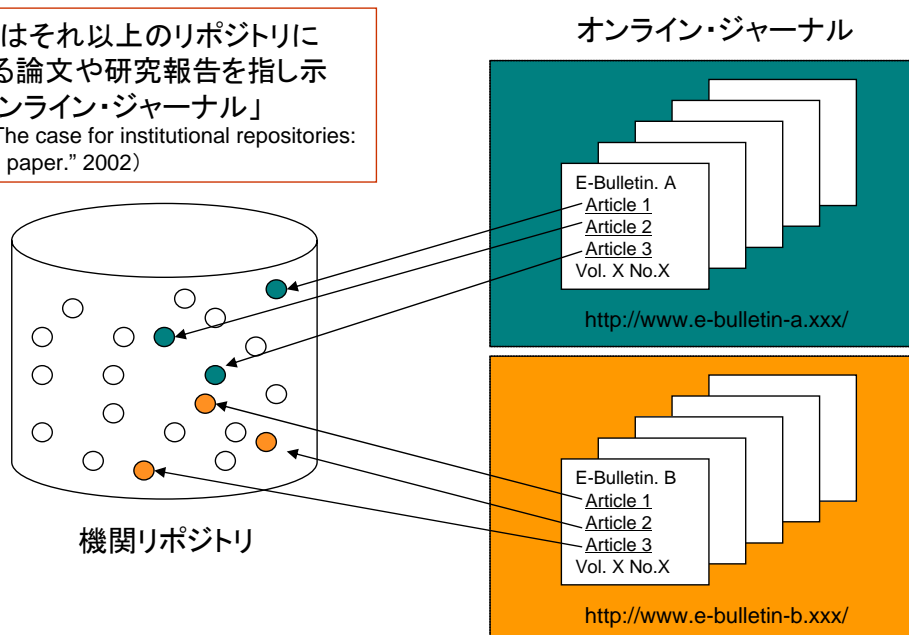 はそれ以上のリポジトリに
る論文や研究報告を指し示
ンライン・ジャーナル」
The case for institutional repositories:
paper.” 2002）
オンライン・ジャーナル
E-Bulletin. A
Article 1
Article 2
Article 3
Vol. X No.X
http://www.e-bulletin-a.xxx/
E-Bulletin. B
Article 1
Article 2
Article 3
Vol. X No.X
http://www.e-bulletin-b.xxx/
機関リポジトリ